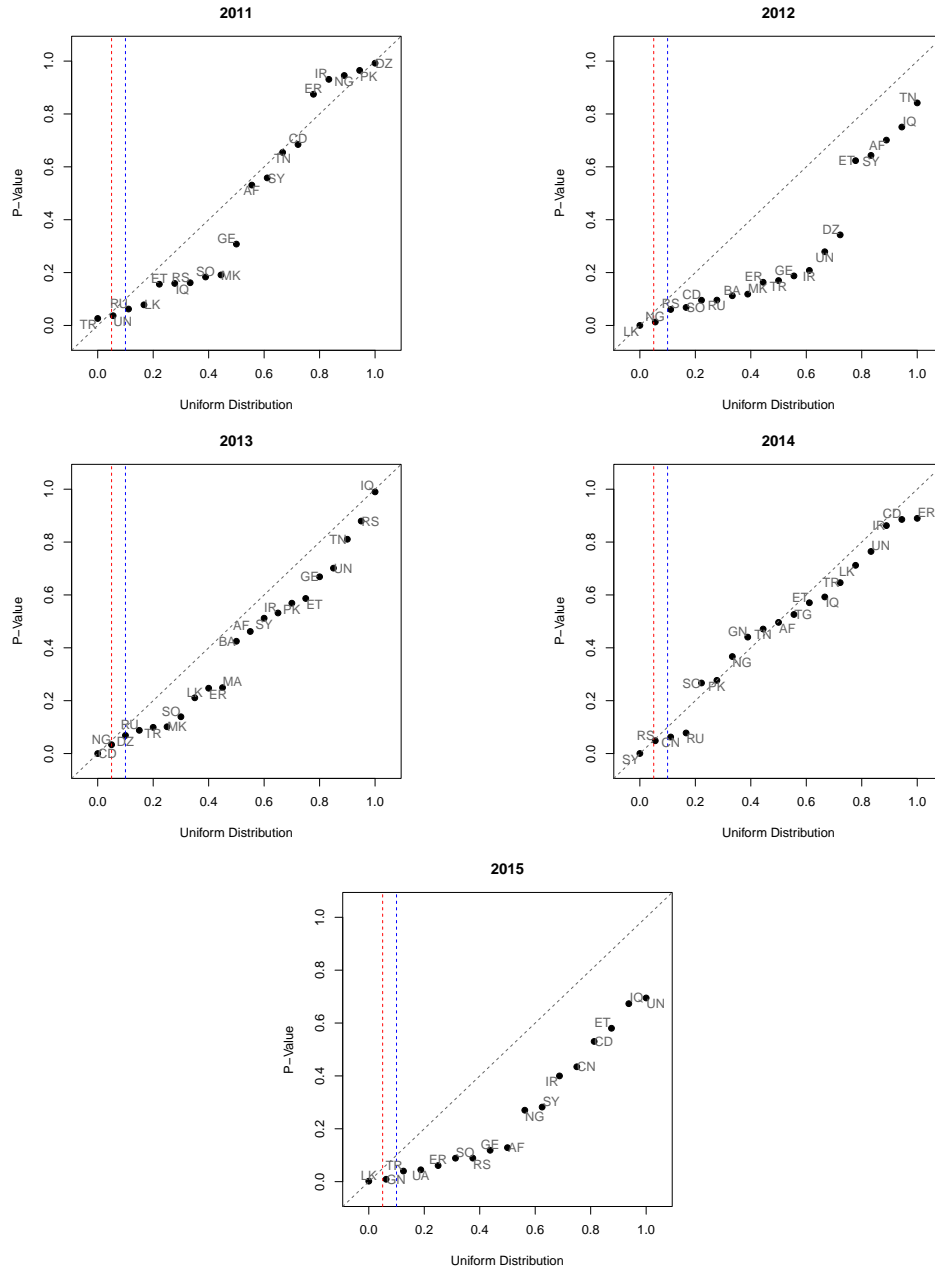 2011
P−Value
1.0
0.8
0.6
0.4
0.2
0.0
TR
UN
RU
LK
ET
RS
IQ
SO
MK
GE
AF
SY
TN
CD
ER
IR
NG
PK
DZ
0.0 0.2 0.4 0.6 0.8 1.0
Uniform Distribution
2012
P−Value
1.0
0.8
0.6
0.4
0.2
0.0
LK
NG
RS
SO
CD
RU
BA
MK
ER
TR
GE
IR
UN
DZ
ET
SY
AF
IQ
TN
0.0 0.2 0.4 0.6 0.8 1.0
Uniform Distribution
2013
P−Value
1.0
0.8
0.6
0.4
0.2
0.0
CD
NG
DZ
RU
TR
MK
SO
LK
ER
MA
BA
AF
SY
IR
PK
ET
GE
UN
TN
RS
IQ
0.0 0.2 0.4 0.6 0.8 1.0
Uniform Distribution
2014
P−Value
1.0
0.8
0.6
0.4
0.2
0.0
SY
RS
CN
RU
SO
PK
NG
GN
TN
AF
TG
ET
IQ
TR
LK
UN
IR
CD
ER
0.0 0.2 0.4 0.6 0.8 1.0
Uniform Distribution
2015
P−Value
1.0
0.8
0.6
0.4
0.2
0.0
LK
GN
TR
UA
ER
SO
RS
GE
AF
NG
SY
IR
CN
CD
ET
IQ
UN
0.0 0.2 0.4 0.6 0.8 1.0
Uniform Distribution